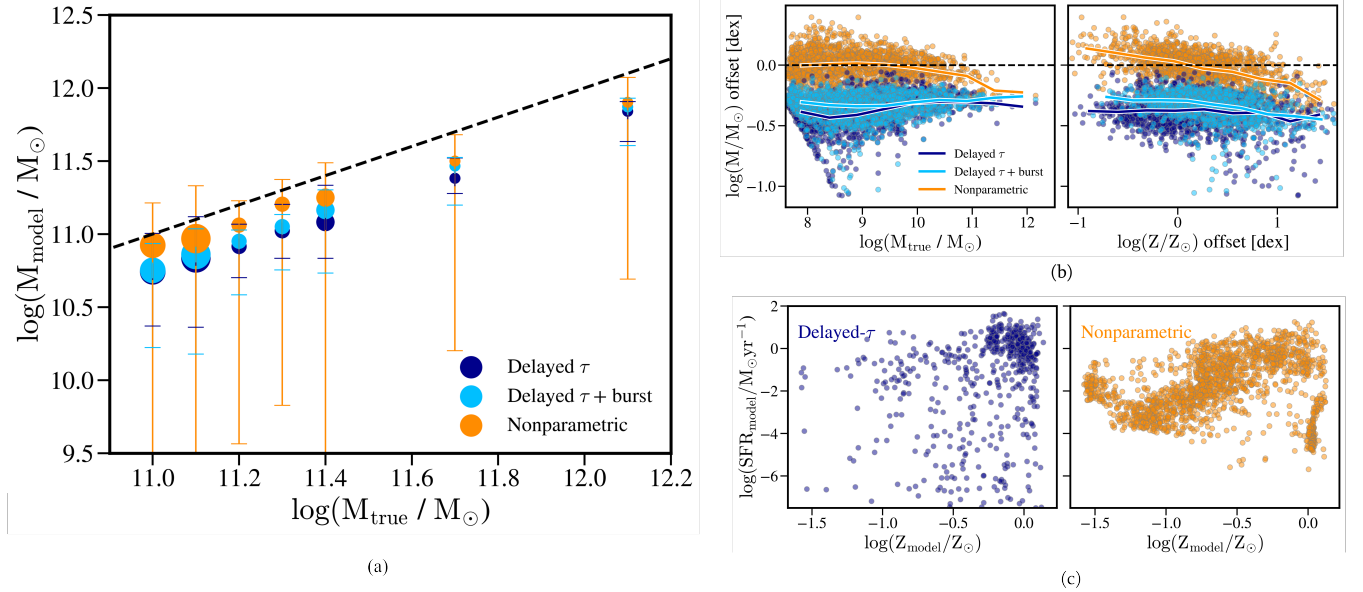 12.5
12.0
11.5
11.0
10.5
10.0
9.5
log(M_model / M_⊙)
Delayed τ
Delayed τ + burst
Nonparametric
11.0 11.2 11.4 11.6 11.8 12.0 12.2
log(M_true / M_⊙)
(a)
0.0
−0.5
−1.0
log(M/M_⊙) offset [dex]
Delayed τ
Delayed τ + burst
Nonparametric
8 9 10 11 12
log(M_true / M_⊙)
−1 0 1
log(Z/Z_⊙) offset [dex]
(b)
2
0
−2
−4
−6
log(SFR_model/M_⊙yr⁻¹)
Delayed-τ
Nonparametric
−1.5 −1.0 −0.5 0.0
log(Z_model/Z_⊙)
−1.5 −1.0 −0.5 0.0
log(Z_model/Z_⊙)
(c)